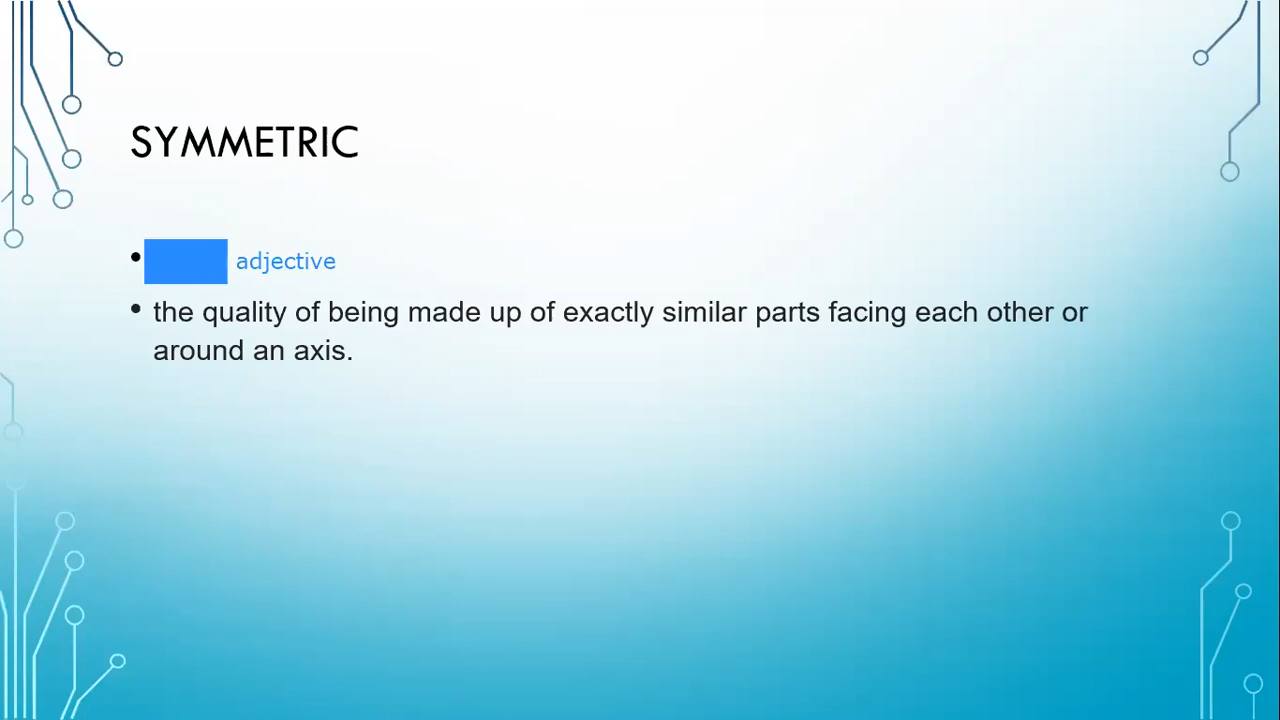 SYMMETRIC
• adjective
• the quality of being made up of exactly similar parts facing each other or
around an axis.